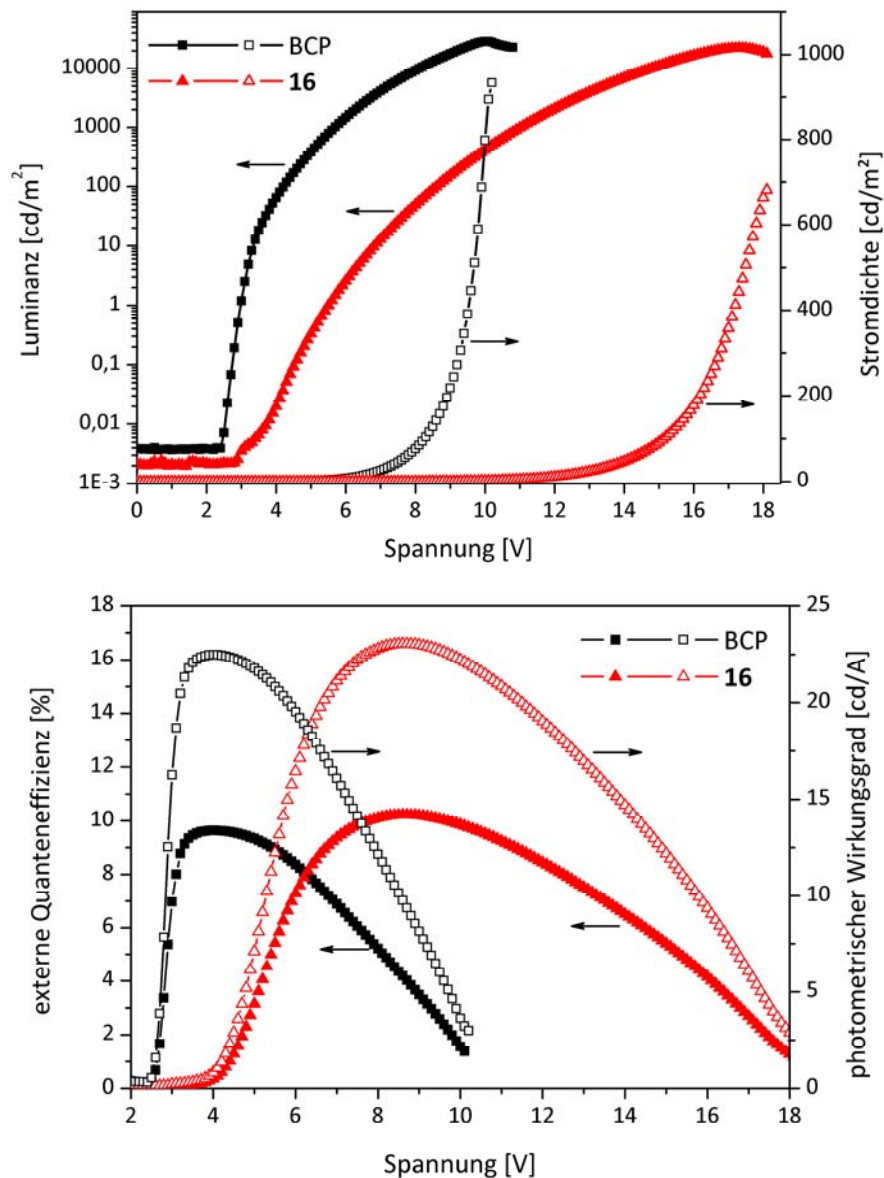 BCP
16
Luminanz [cd/m²]
10000
1000
100
10
1
0,1
0,01
1E-3
Stromdichte [cd/m²]
1000
800
600
400
200
0
0 2 4 6 8 10 12 14 16 18
Spannung [V]
BCP
16
externe Quanteneffizienz [%]
18
16
14
12
10
8
6
4
2
0
photometrischer Wirkungsgrad [cd/A]
25
20
15
10
5
0
2 4 6 8 10 12 14 16 18
Spannung [V]